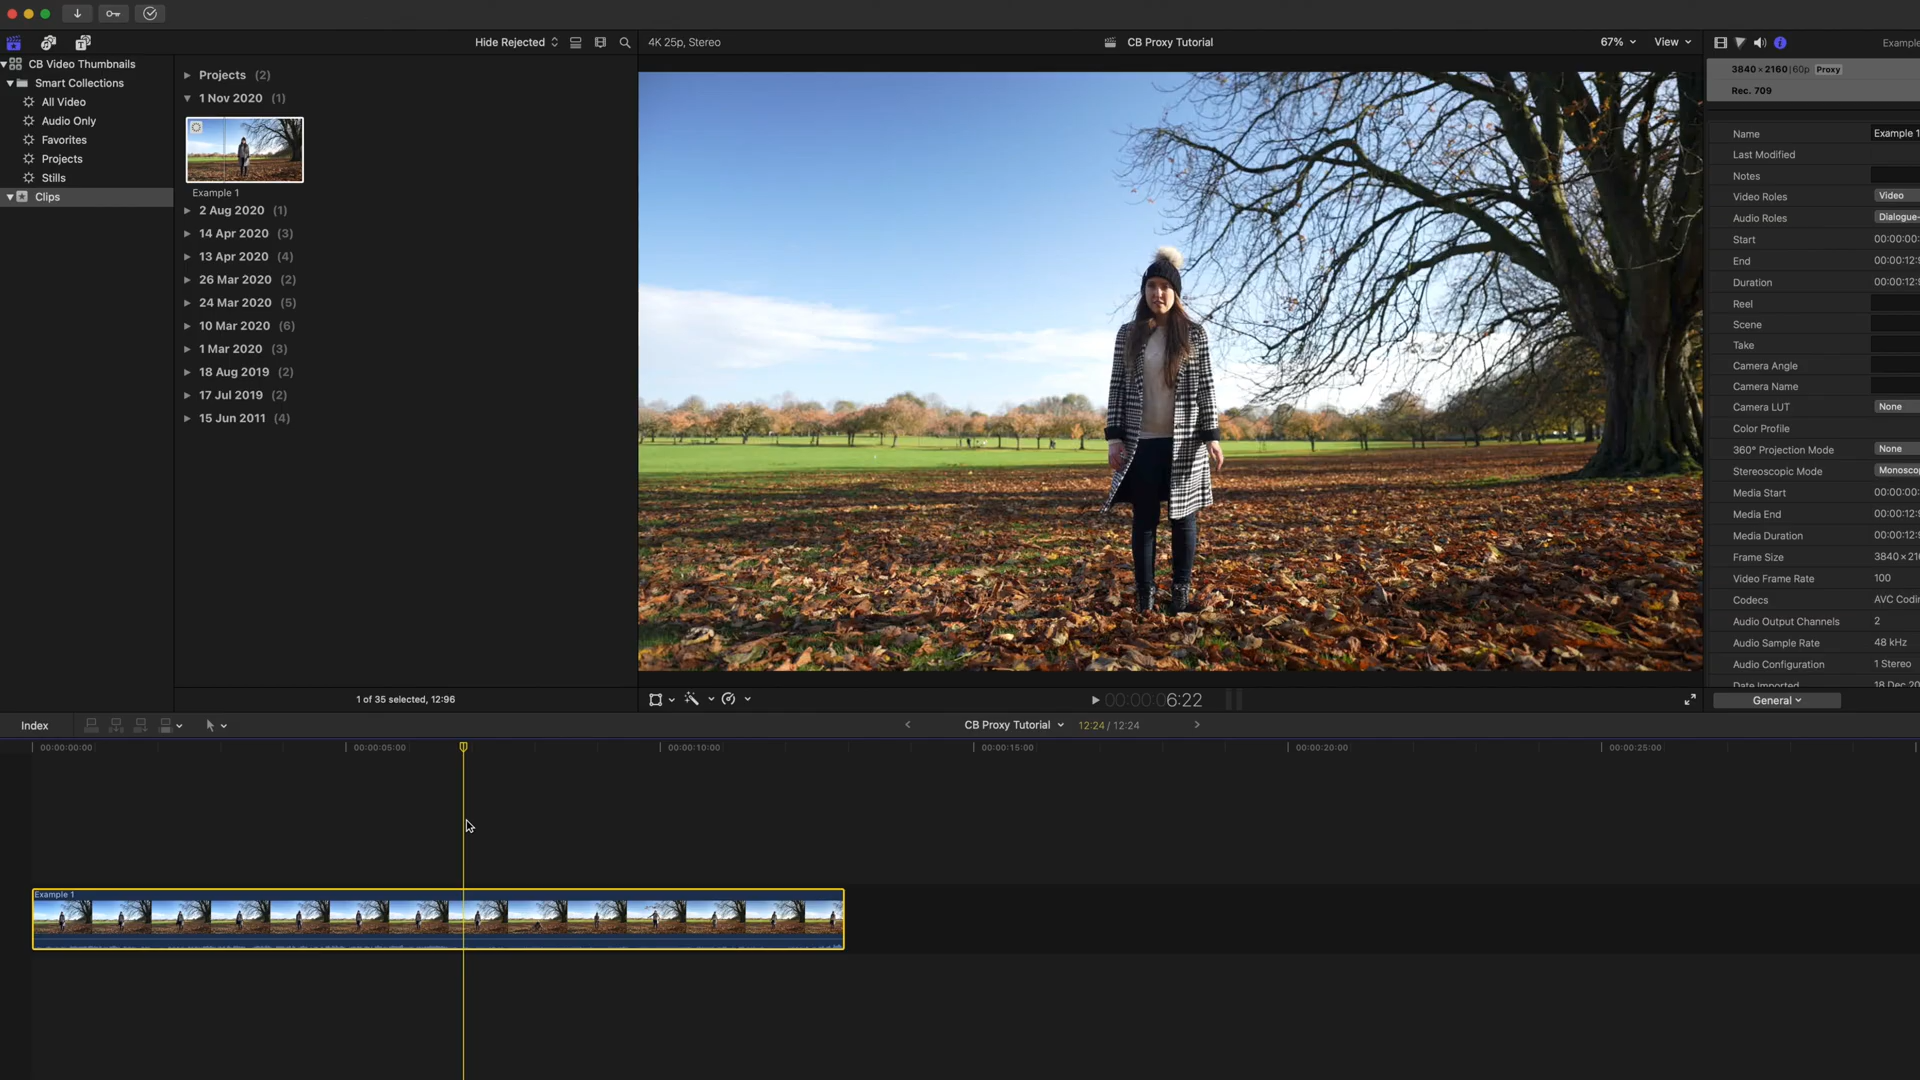 Hide Rejected
4K 25p, Stereo
CB Proxy Tutorial
67%
View
Example
CB Video Thumbnails
Smart Collections
All Video
Audio Only
Favorites
Projects
Stills
Clips
Projects (2)
1 Nov 2020 (1)
Example 1
2 Aug 2020 (1)
14 Apr 2020 (3)
13 Apr 2020 (4)
26 Mar 2020 (2)
24 Mar 2020 (5)
10 Mar 2020 (6)
1 Mar 2020 (3)
18 Aug 2019 (2)
17 Jul 2019 (2)
15 Jun 2011 (4)
1 of 35 selected, 12:96
3840 × 2160 | 60p Proxy
Rec. 709
Name Example 1
Last Modified
Notes
Video Roles Video
Audio Roles Dialogue-
Start 00:00:00:
End 00:00:12:
Duration 00:00:12:
Reel
Scene
Take
Camera Angle
Camera Name
Camera LUT None
Color Profile
360° Projection Mode None
Stereoscopic Mode Monosco
Media Start 00:00:00:
Media End 00:00:12:
Media Duration 00:00:12:
Frame Size 3840 × 216
Video Frame Rate 100
Codecs AVC Codin
Audio Output Channels 2
Audio Sample Rate 48 kHz
Audio Configuration 1 Stereo
Date Imported 18 Dec 20
General
00:00:06:22
Index
CB Proxy Tutorial
12:24 / 12:24
00:00:00:00
00:00:05:00
00:00:10:00
00:00:15:00
00:00:20:00
00:00:25:00
Example 1